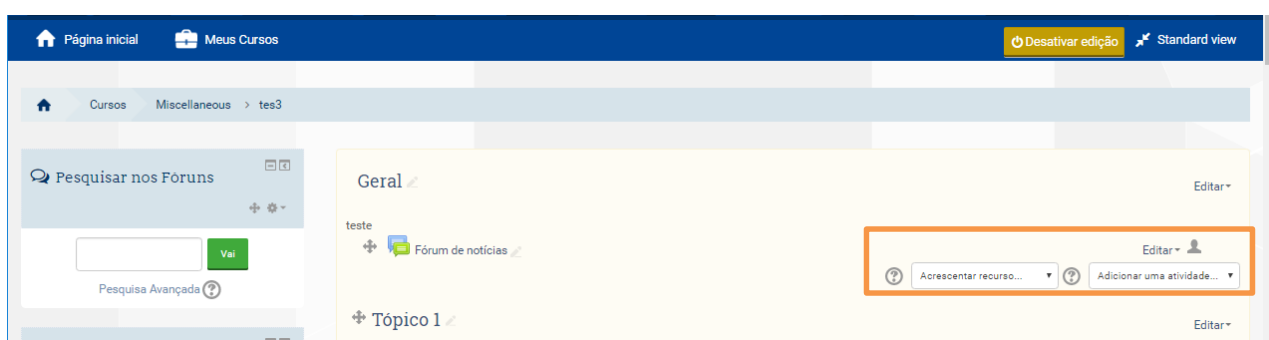 Página inicial Meus Cursos Desativar edição Standard view
Cursos Miscellaneous > tes3
Pesquisar nos Fóruns
Geral
Editar
teste
Fórum de notícias
Editar
Vai
Acrescentar recurso... Adicionar uma atividade...
Pesquisa Avançada
Tópico 1
Editar